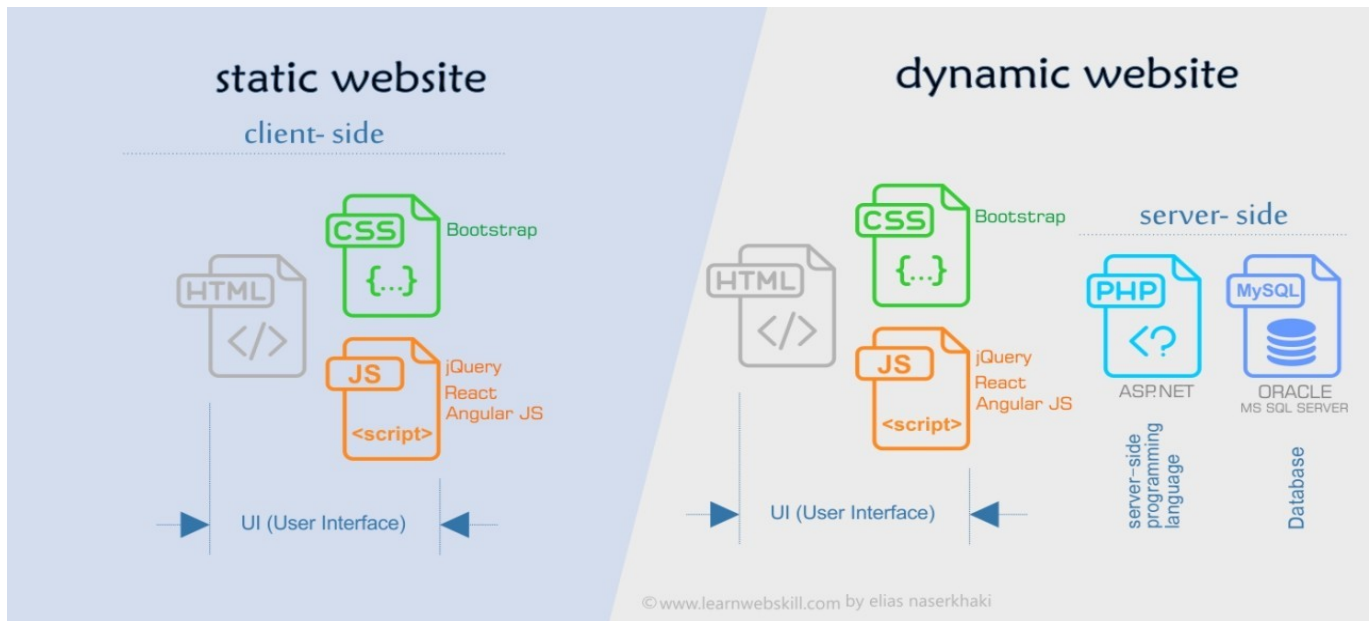 static website
client- side
HTML
</>
CSS
{...}
Bootstrap
JS
<script>
jQuery
React
Angular JS
UI (User Interface)
dynamic website
HTML
</>
CSS
{...}
Bootstrap
JS
<script>
jQuery
React
Angular JS
UI (User Interface)
server- side
PHP
<?
ASP.NET
server-side
programming
language
MySQL
ORACLE
MS SQL SERVER
Database
©www.learnwebskill.com by elias naserkhaki